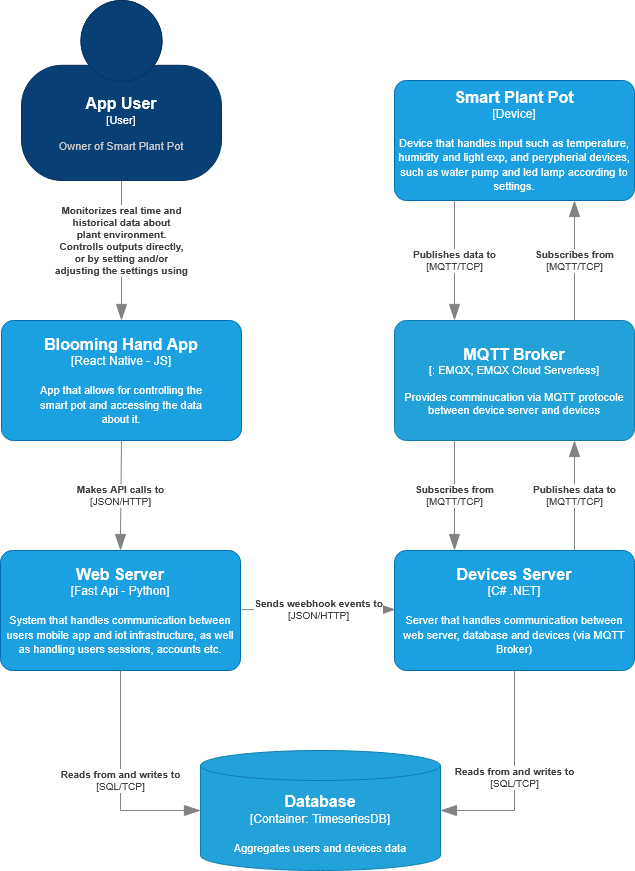 App User
[User]
Owner of Smart Plant Pot
Monitorizes real time and
historical data about
plant environment.
Controlls outputs directly,
or by setting and/or
adjusting the settings using
Blooming Hand App
[React Native - JS]
App that allows for controlling the
smart pot and accessing the data
about it.
Makes API calls to
[JSON/HTTP]
Web Server
[Fast Api - Python]
System that handles communication between
users mobile app and iot infrastructure, as well
as handling users sessions, accounts etc.
Sends weebhook events to
[JSON/HTTP]
Smart Plant Pot
[Device]
Device that handles input such as temperature,
humidity and light exp, and perypherial devices,
such as water pump and led lamp according to
settings.
Publishes data to
[MQTT/TCP]
Subscribes from
[MQTT/TCP]
MQTT Broker
[: EMQX, EMQX Cloud Serverless]
Provides comminucation via MQTT protocole
between device server and devices
Subscribes from
[MQTT/TCP]
Publishes data to
[MQTT/TCP]
Devices Server
[C# .NET]
Server that handles communication between
web server, database and devices (via MQTT
Broker)
Reads from and writes to
[SQL/TCP]
Reads from and writes to
[SQL/TCP]
Database
[Container: TimeseriesDB]
Aggregates users and devices data